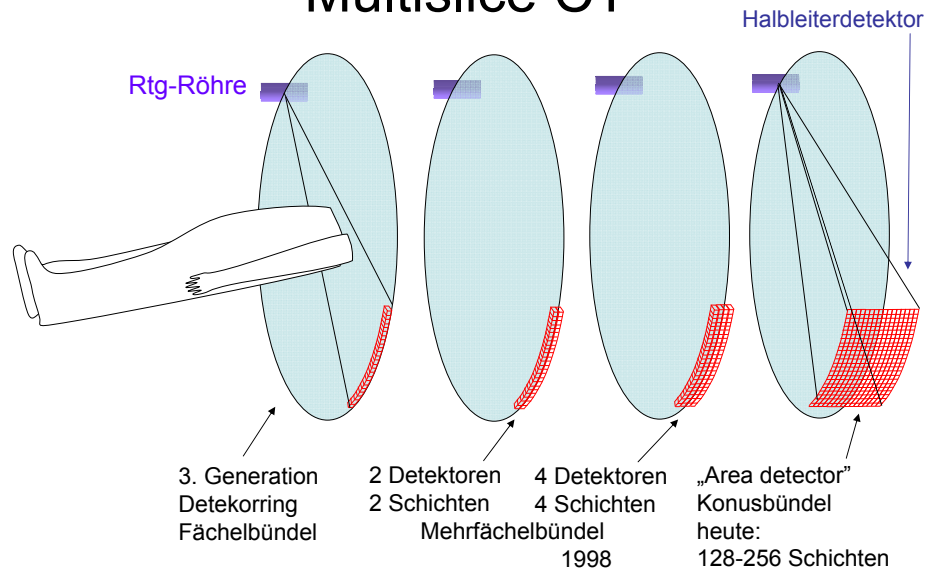 Multislice CT
Halbleiterdetektor
Rtg-Röhre
3. Generation
Detekorring
Fächelbündel
2 Detektoren
2 Schichten
4 Detektoren
4 Schichten
Mehrfächelbündel
1998
„Area detector”
Konusbündel
heute:
128-256 Schichten